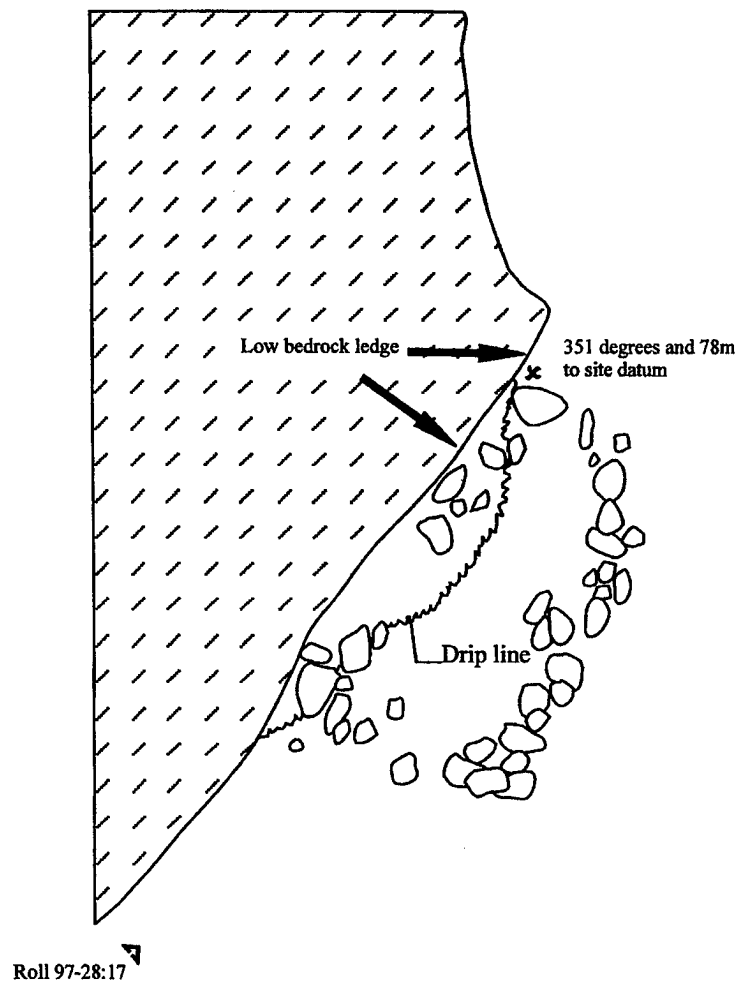 Low bedrock ledge
351 degrees and 78m
to site datum
Drip line
Roll 97-28:17